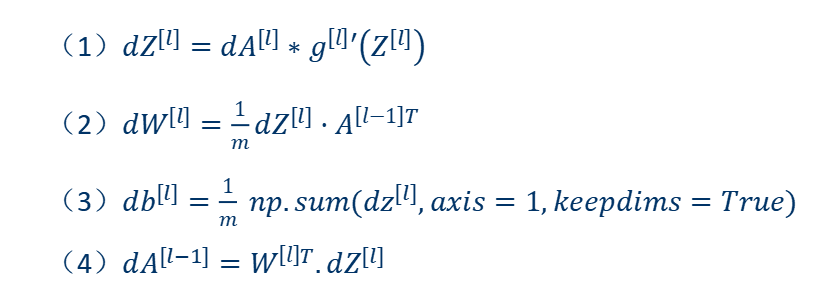 （1）dZ^[l] = dA^[l] * g^[l]′(Z^[l])
（2）dW^[l] = 1/m dZ^[l] · A^[l−1]T
（3）db^[l] = 1/m np.sum(dz^[l], axis = 1, keepdims = True)
（4）dA^[l−1] = W^[l]T . dZ^[l]